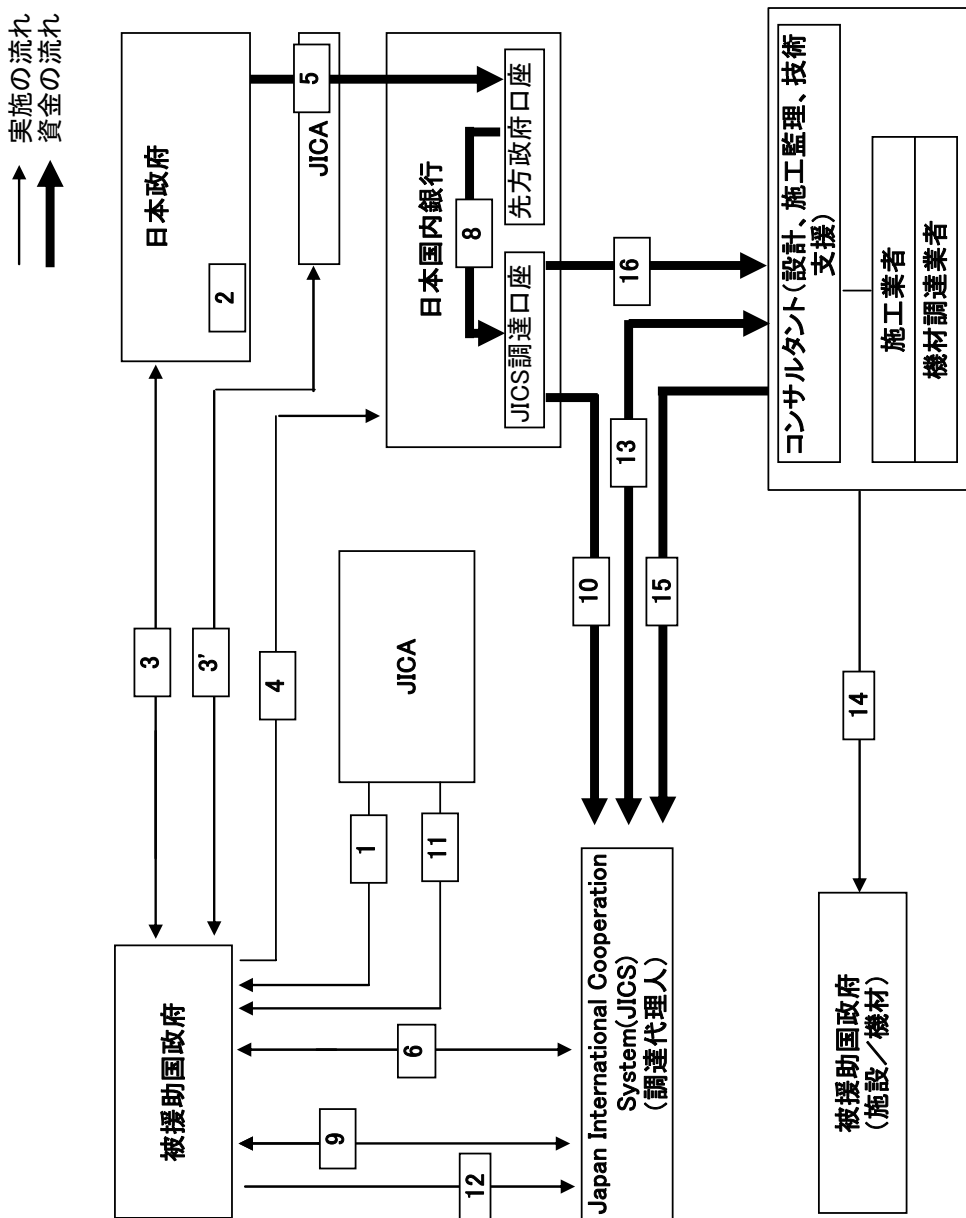 実施の流れ
資金の流れ
被援助国政府
3
日本政府
2
3'
5
JICA
4
1
11
JICA
日本国内銀行
8
JICS調達口座
先方政府口座
9
6
12
10
13
15
16
Japan International Cooperation
System(JICS)
(調達代理人)
コンサルタント(設計、施工監理、技術
支援)
施工業者
機材調達業者
14
被援助国政府
(施設/機材)